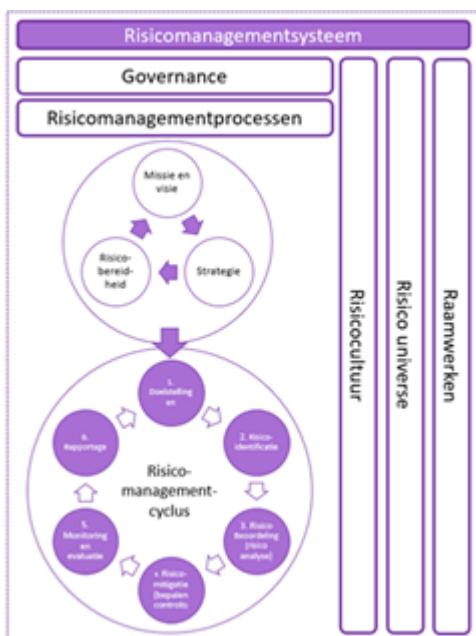 Risicomanagementsysteem
Governance
Risicomanagementprocessen
Missie en
visie
Risico-
bereid-
heid
Strategie
1.
Doelstelling
en
2. Risico-
identificatie
3. Risico
Beoordeling
(risico
analyse)
4. Risico-
mitigatie
(bepalen
controls)
5.
Monitoring
en
evaluatie
6.
Rapportage
Risico-
management-
cyclus
Risicocultuur
Risico universe
Raamwerken